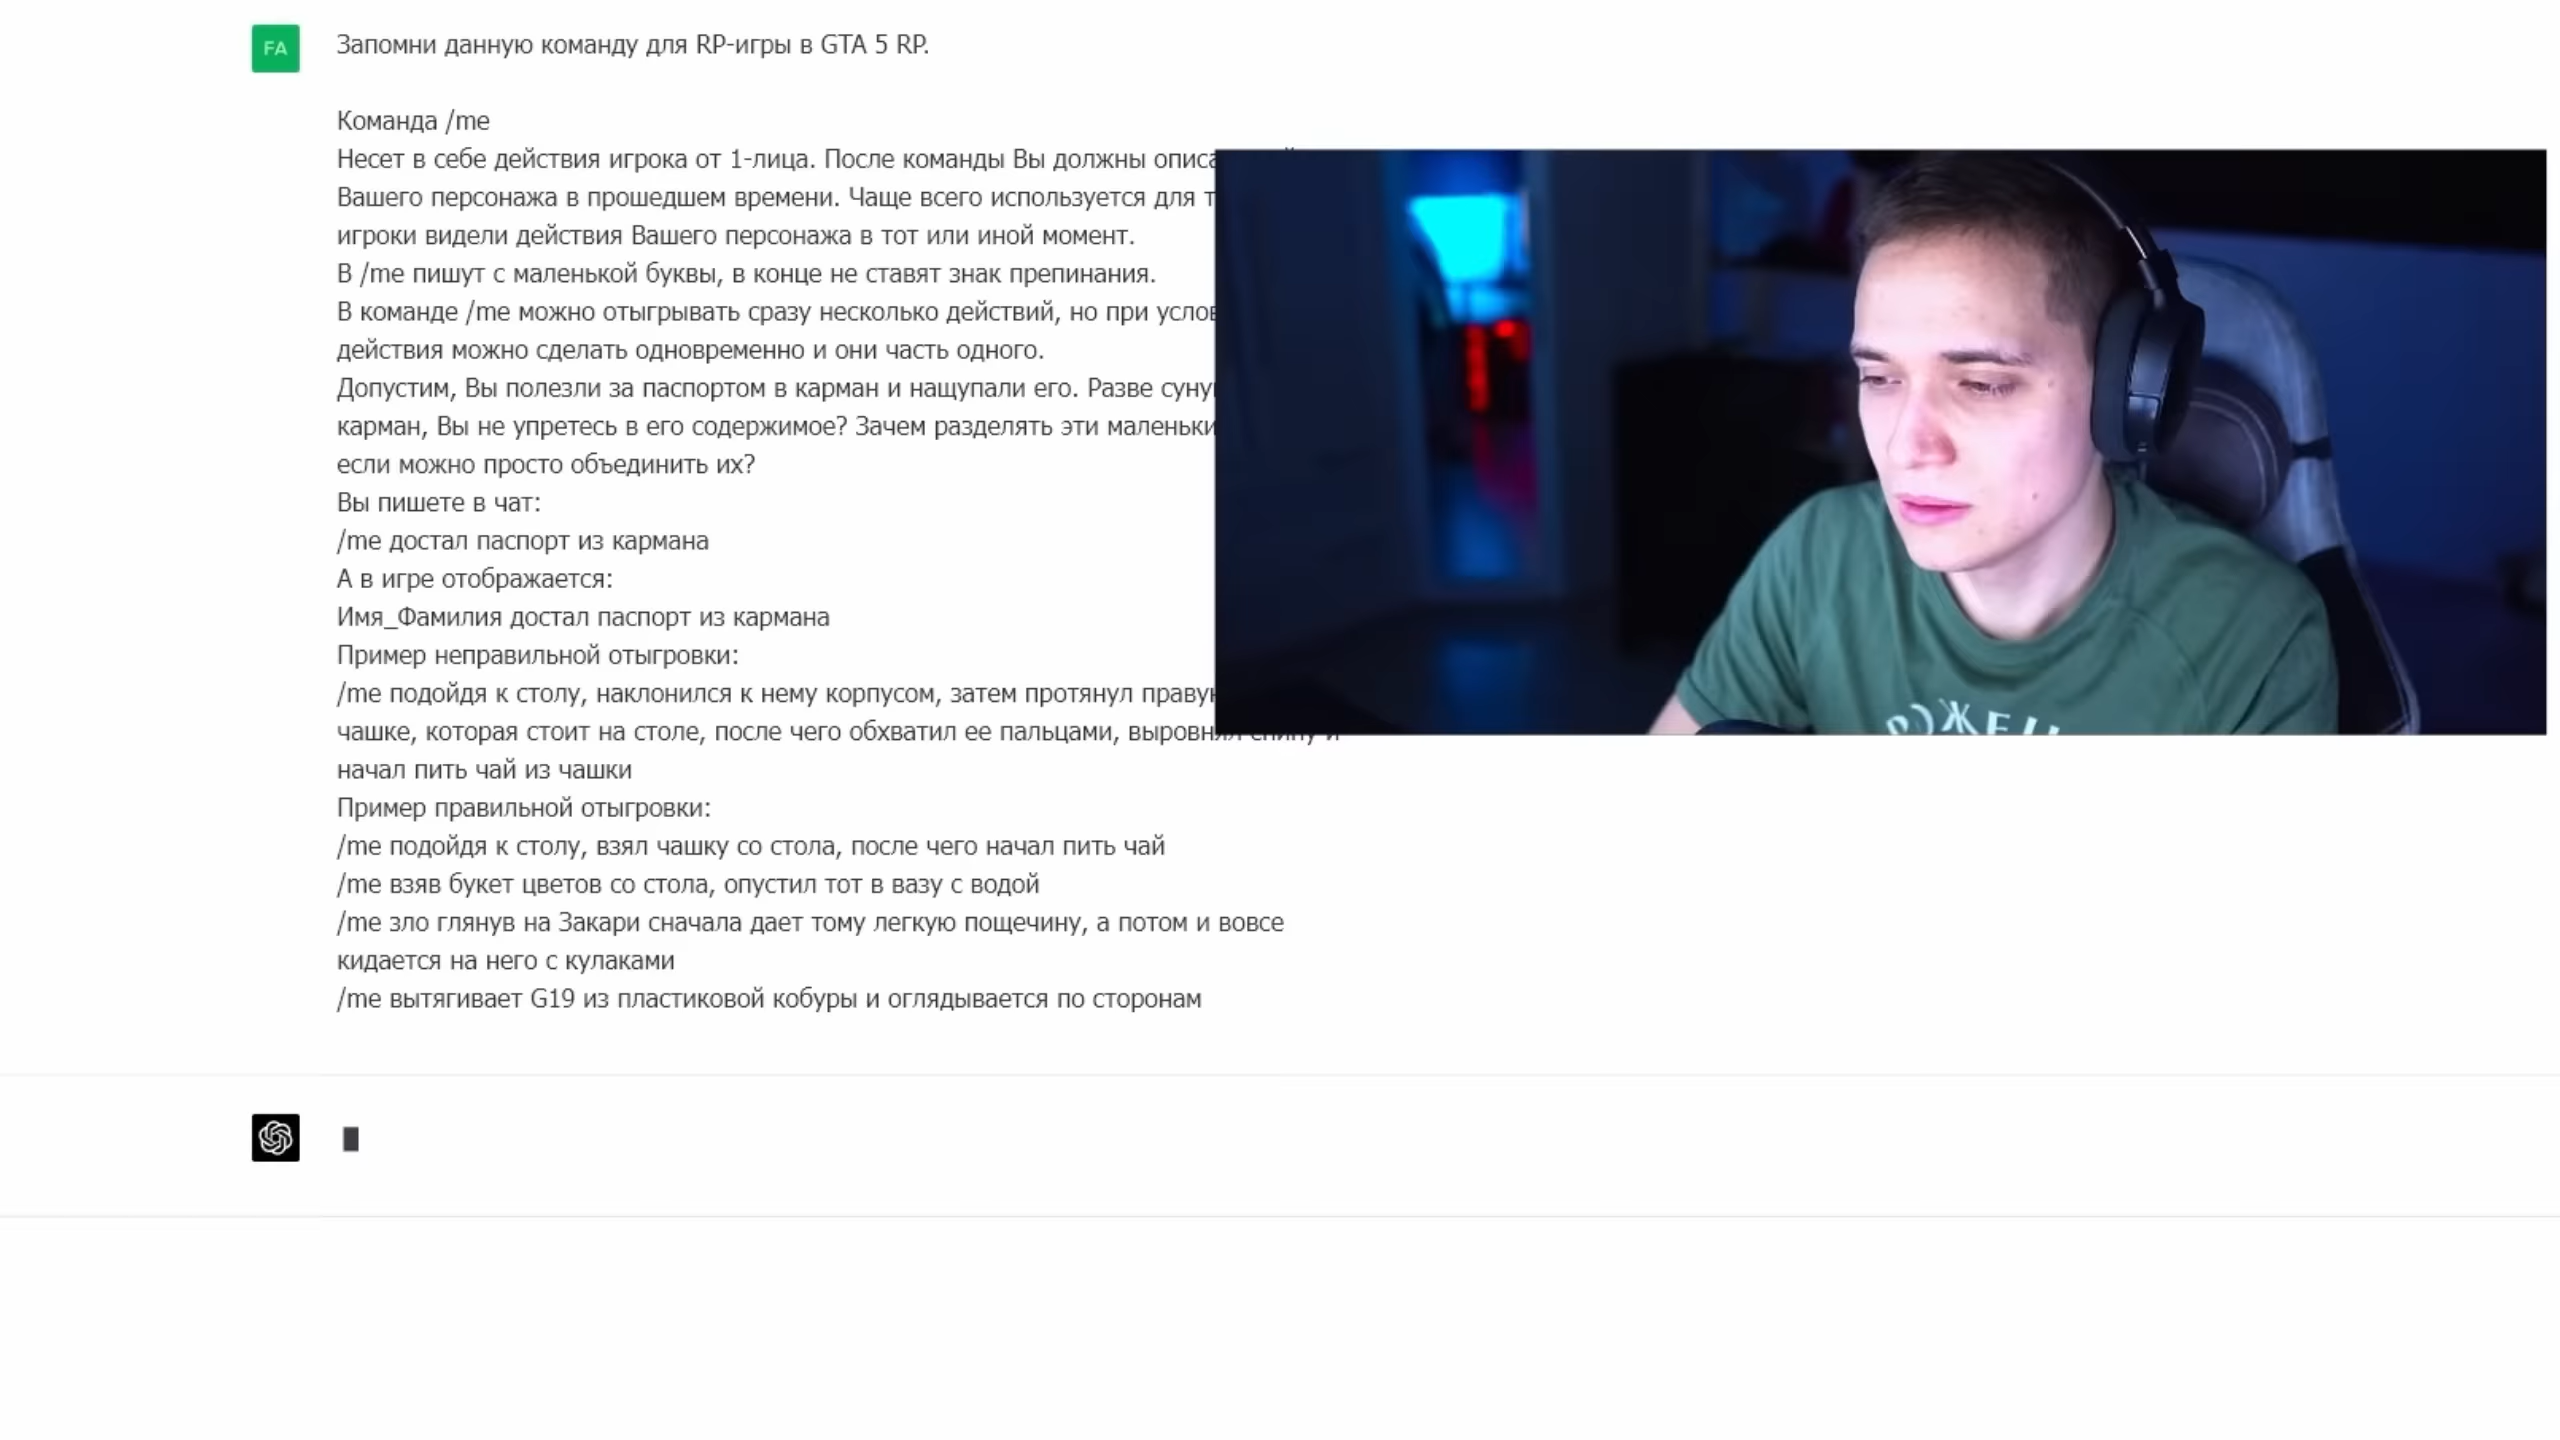 FA
Запомни данную команду для RP-игры в GTA 5 RP.
Команда /me
Несет в себе действия игрока от 1-лица. После команды Вы должны
Вашего персонажа в прошедшем времени. Чаще всего используется для
игроки видели действия Вашего персонажа в тот или иной момент.
В /me пишут с маленькой буквы, в конце не ставят знак препинания.
В команде /me можно отыгрывать сразу несколько действий, но при
действия можно сделать одновременно и они часть одного.
Допустим, Вы полезли за паспортом в карман и нащупали его. Разве
карман, Вы не упретесь в его содержимое? Зачем разделять эти
если можно просто объединить их?
Вы пишете в чат:
/me достал паспорт из кармана
А в игре отображается:
Имя_Фамилия достал паспорт из кармана
Пример неправильной отыгровки:
/me подойдя к столу, наклонился к нему корпусом, затем протянул
чашке, которая стоит на столе, после чего обхватил ее пальцами, выровнял спину и
начал пить чай из чашки
Пример правильной отыгровки:
/me подойдя к столу, взял чашку со стола, после чего начал пить чай
/me взяв букет цветов со стола, опустил тот в вазу с водой
/me зло глянув на Закари сначала дает тому легкую пощечину, а потом и вовсе
кидается на него с кулаками
/me вытягивает G19 из пластиковой кобуры и оглядывается по сторонам